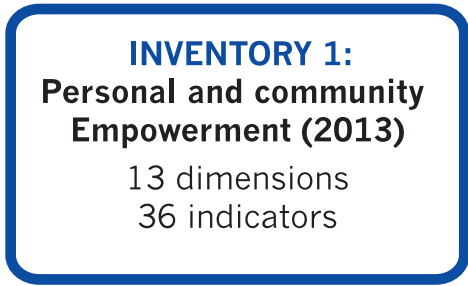 INVENTORY 1:
Personal and community
Empowerment (2013)
13 dimensions
36 indicators